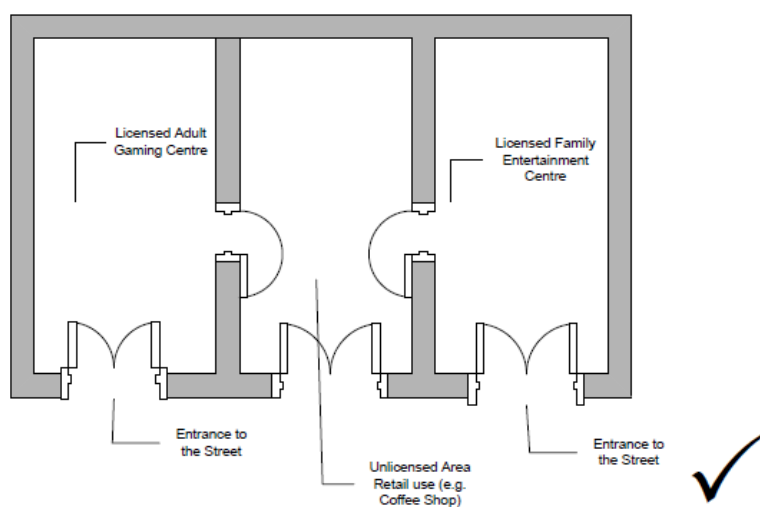 Licensed Adult
Gaming Centre
Licensed Family
Entertainment
Centre
Entrance to
the Street
Unlicensed Area
Retail use (e.g.
Coffee Shop)
Entrance to
the Street